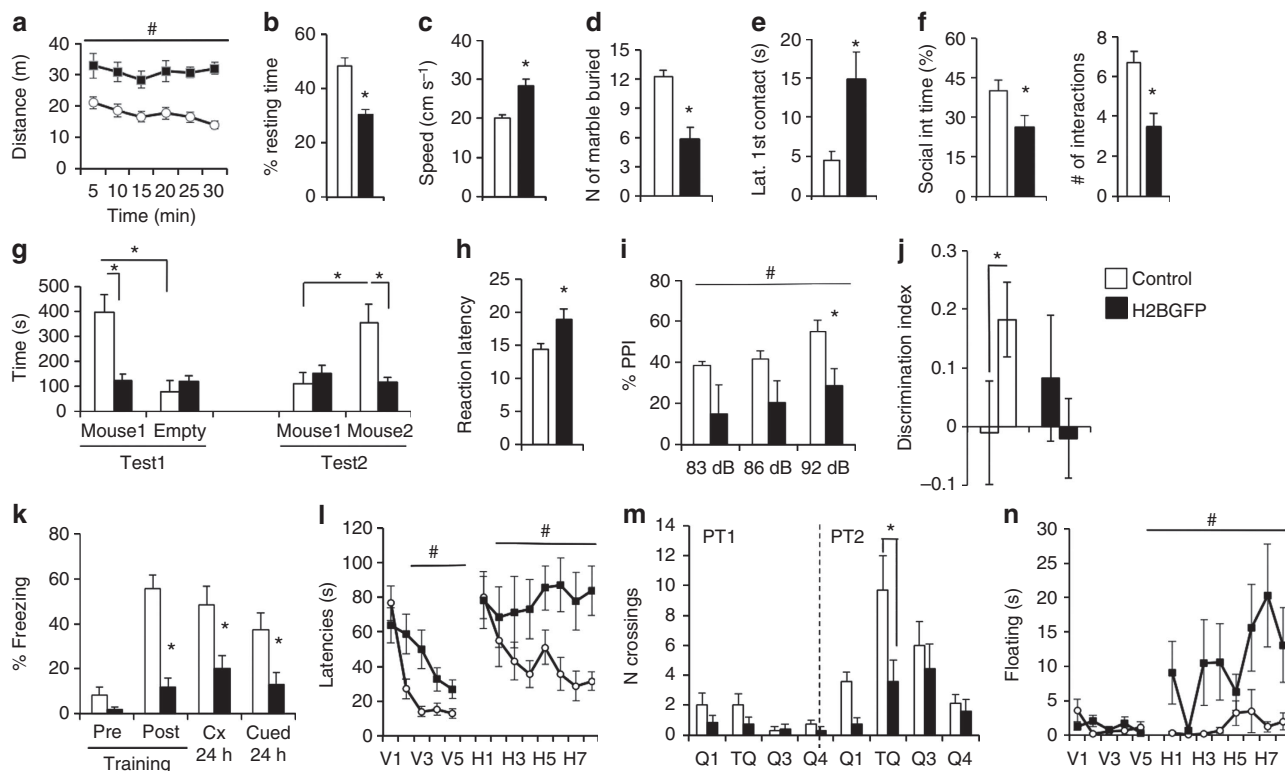 a
#
Distance (m)
40
30
20
10
0
5 10 15 20 25 30
Time (min)
b
% resting time
60
40
20
0
*
c
Speed (cm s⁻¹)
40
30
20
10
0
*
d
N of marble buried
15
12
9
6
3
0
*
e
Lat. 1st contact (s)
20
15
10
5
0
*
f
Social int time (%)
60
45
30
15
0
*
# of interactions
8
6
4
2
0
*
g
Time (s)
500
400
300
200
100
0
* *
* *
Mouse1 Empty Mouse1 Mouse2
Test1 Test2
h
Reaction latency
25
20
15
10
5
0
*
i
#
% PPI
80
60
40
20
0
*
83 dB 86 dB 92 dB
j
Discrimination index
0.3
0.2
0.1
0
−0.1
*
Control
H2BGFP
k
% Freezing
80
60
40
20
0
* * *
Pre Post Cx Cued
Training 24 h 24 h
l
Latencies (s)
120
100
80
60
40
20
0
# #
V1 V3 V5 H1 H3 H5 H7
m
N crossings
14
12
10
8
6
4
2
0
PT1 PT2
*
Q1 TQ Q3 Q4 Q1 TQ Q3 Q4
n
Floating (s)
30
25
20
15
10
5
0
#
V1 V3 V5 H1 H3 H5 H7